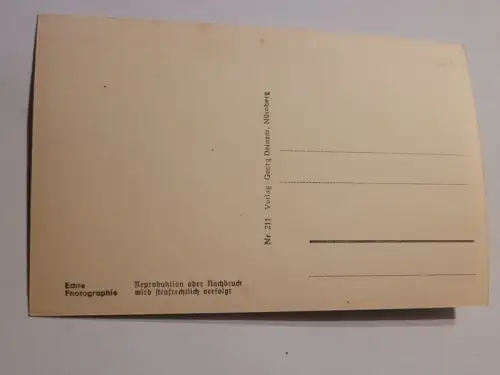 Echte
Photographie
Reproduktion oder Nachdruck
wird strafrechtlich verfolgt
Nr. 211 Verlag: Georg Deinzer, Nürnberg